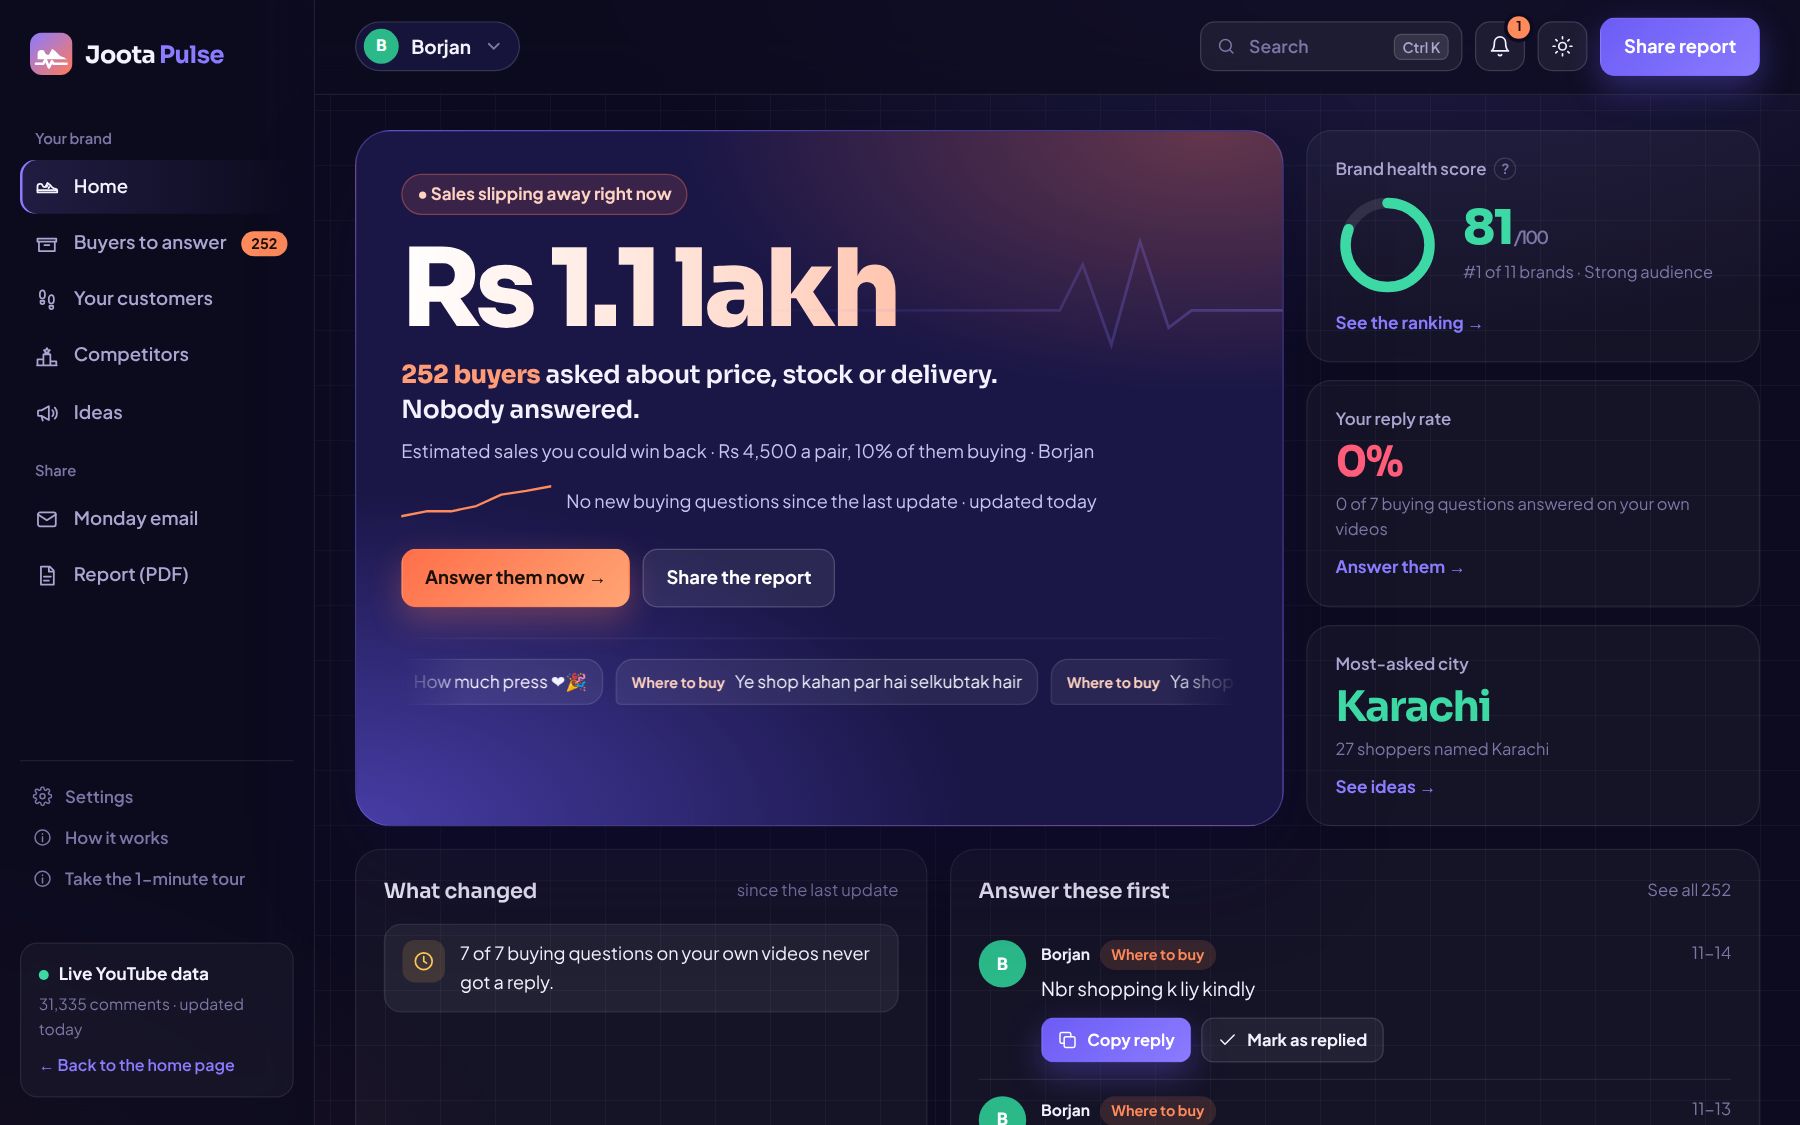 Joota Pulse
Your brand
Home
Buyers to answer 252
Your customers
Competitors
Ideas
Share
Monday email
Report (PDF)
Settings
How it works
Take the 1-minute tour
Live YouTube data
31,335 comments · updated
today
← Back to the home page
B Borjan
Search Ctrl K
1
Share report
• Sales slipping away right now
Rs 1.1 lakh
252 buyers asked about price, stock or delivery.
Nobody answered.
Estimated sales you could win back · Rs 4,500 a pair, 10% of them buying · Borjan
No new buying questions since the last update · updated today
Answer them now →
Share the report
How much press ❤🎉
Where to buy Ye shop kahan par hai selkubtak hair
Where to buy Ya shop
Brand health score ?
81/100
#1 of 11 brands · Strong audience
See the ranking →
Your reply rate
0%
0 of 7 buying questions answered on your own
videos
Answer them →
Most-asked city
Karachi
27 shoppers named Karachi
See ideas →
What changed since the last update
7 of 7 buying questions on your own videos never
got a reply.
Answer these first See all 252
B Borjan Where to buy 11-14
Nbr shopping k liy kindly
Copy reply
Mark as replied
B Borjan Where to buy 11-13